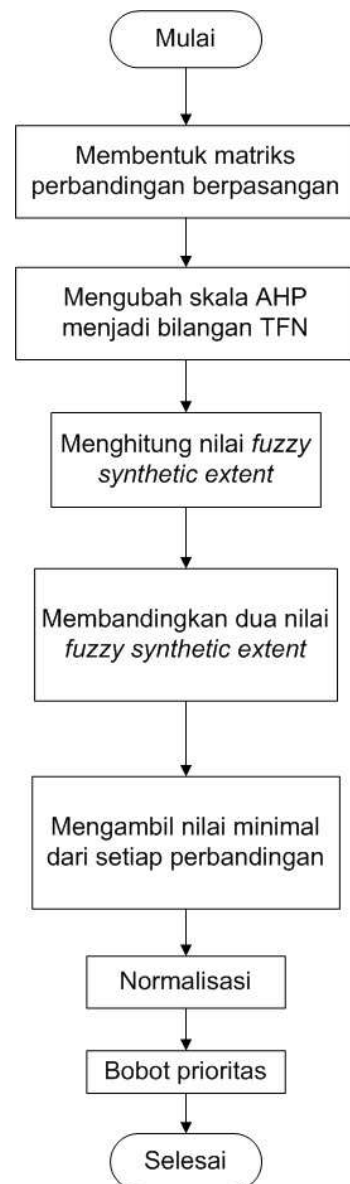 Mulai
Membentuk matriks
perbandingan berpasangan
Mengubah skala AHP
menjadi bilangan TFN
Menghitung nilai fuzzy
synthetic extent
Membandingkan dua nilai
fuzzy synthetic extent
Mengambil nilai minimal
dari setiap perbandingan
Normalisasi
Bobot prioritas
Selesai